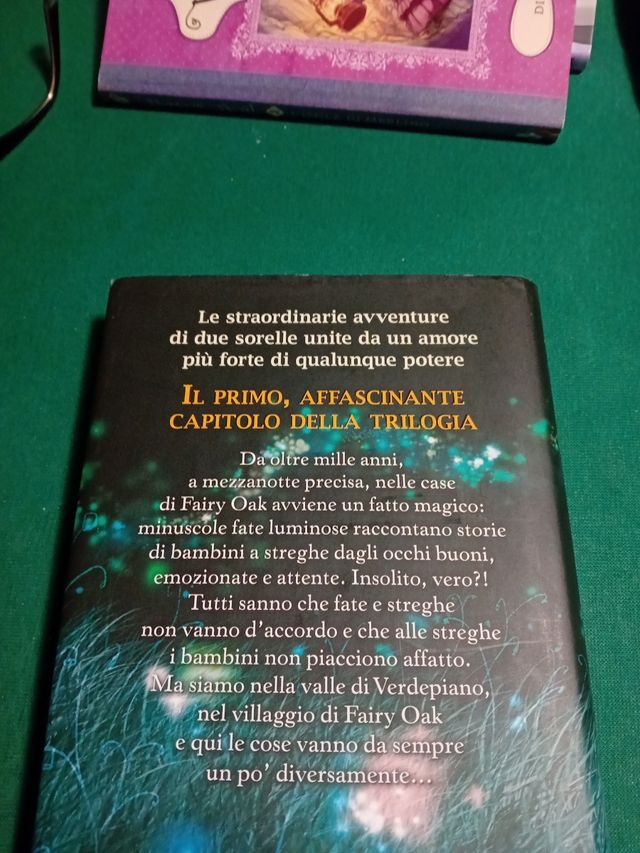 DI
Le straordinarie avventure
di due sorelle unite da un amore
più forte di qualunque potere
IL PRIMO, AFFASCINANTE
CAPITOLO DELLA TRILOGIA
Da oltre mille anni,
a mezzanotte precisa, nelle case
di Fairy Oak avviene un fatto magico:
minuscole fate luminose raccontano storie
di bambini a streghe dagli occhi buoni,
emozionate e attente. Insolito, vero?!
Tutti sanno che fate e streghe
non vanno d'accordo e che alle streghe
i bambini non piacciono affatto.
Ma siamo nella valle di Verdepiano,
nel villaggio di Fairy Oak
e qui le cose vanno da sempre
un po' diversamente...